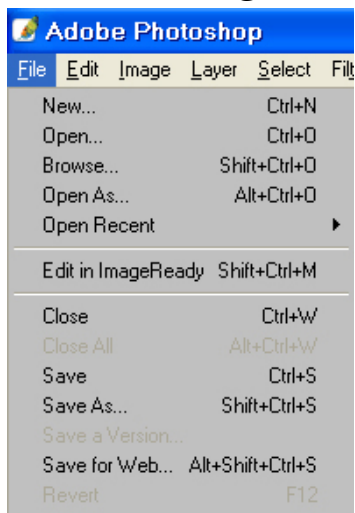 Adobe Photoshop
File Edit Image Layer Select Filt
New... Ctrl+N
Open... Ctrl+O
Browse... Shift+Ctrl+O
Open As... Alt+Ctrl+O
Open Recent
Edit in ImageReady Shift+Ctrl+M
Close Ctrl+W
Close All Alt+Ctrl+W
Save Ctrl+S
Save As... Shift+Ctrl+S
Save a Version...
Save for Web... Alt+Shift+Ctrl+S
Revert F12